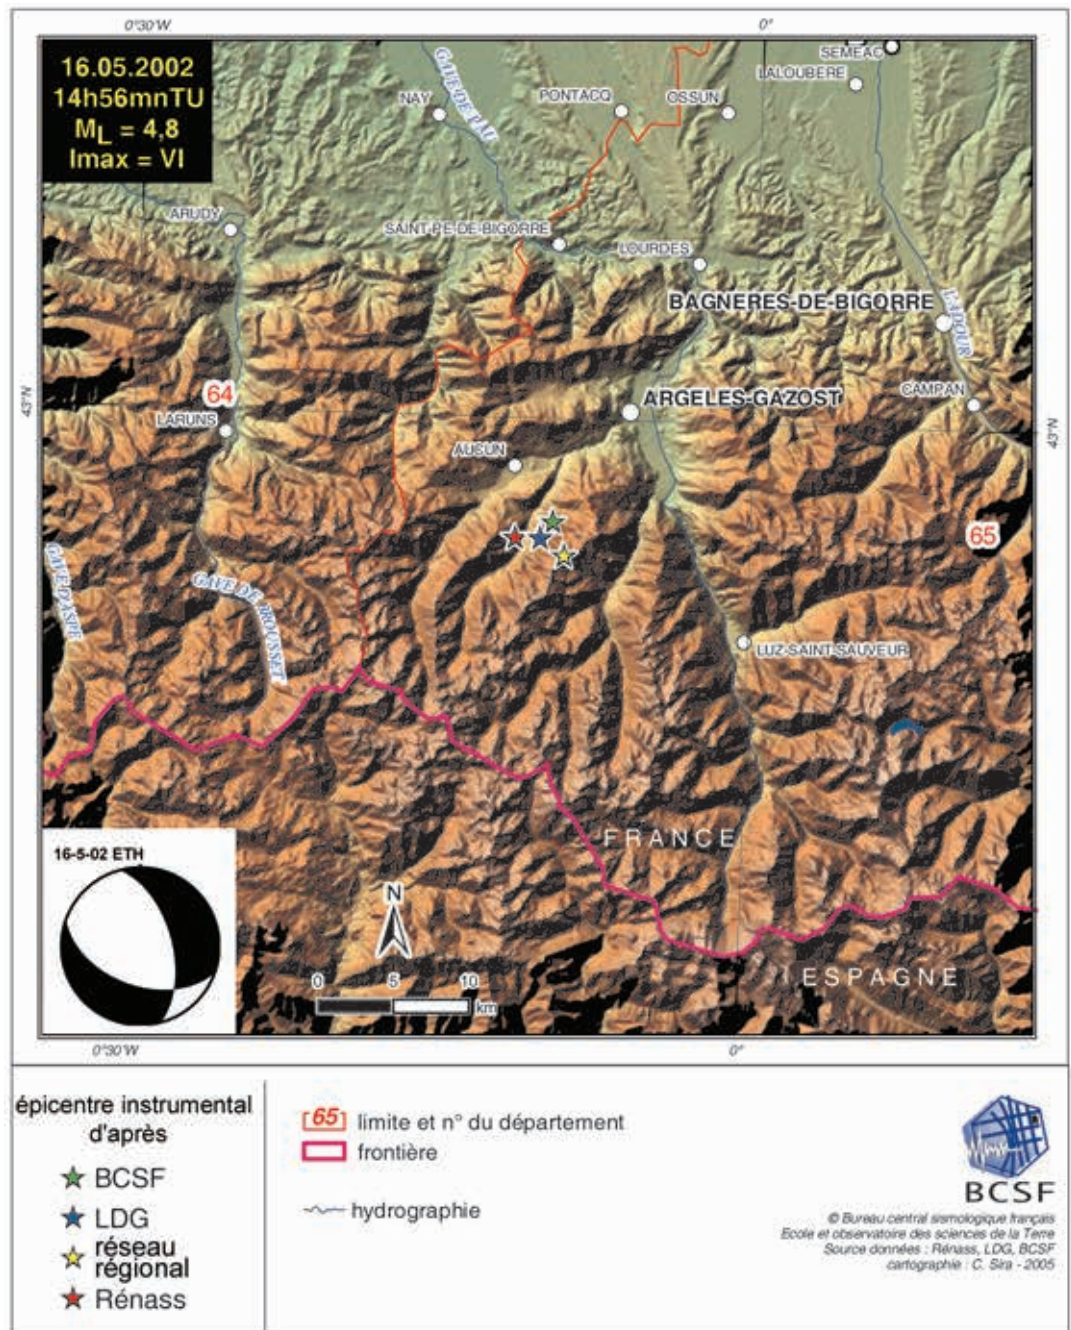 0°30'W
0°
16.05.2002
14h56mnTU
ML = 4,8
Imax = VI
GAVE DE PAU
NAY
PONTACQ
OSSUN
SEMEAC
LALOUBERE
ARUDY
SAINT-PE-DE-BIGORRE
LOURDES
BAGNERES-DE-BIGORRE
L'ADOUR
43°N
64
ARGELES-GAZOST
CAMPAN
LARUNS
43°N
AUCUN
65
GAVE D'ASPE
GAVE DE BROUSSET
LUZ-SAINT-SAUVEUR
FRANCE
16-5-02 ETH
N
0 5 10
km
ESPAGNE
0°30'W
0°
épicentre instrumental
d'après
BCSF
LDG
réseau
régional
Rénass
65 limite et n° du département
frontière
hydrographie
BCSF
© Bureau central sismologique français
Ecole et observatoire des sciences de la Terre
Source données : Rénass, LDG, BCSF
cartographie : C. Sira - 2005